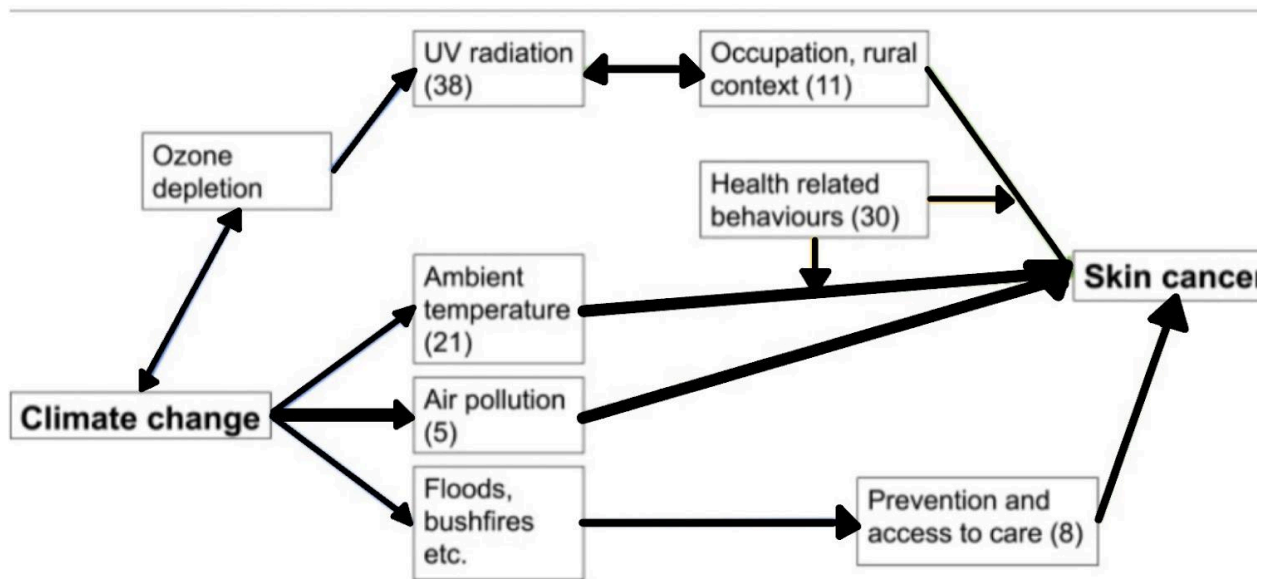 UV radiation
(38)
Occupation, rural
context (11)
Ozone
depletion
Health related
behaviours (30)
Ambient
temperature
(21)
Skin cancer
Climate change
Air pollution
(5)
Floods,
bushfires
etc.
Prevention and
access to care (8)